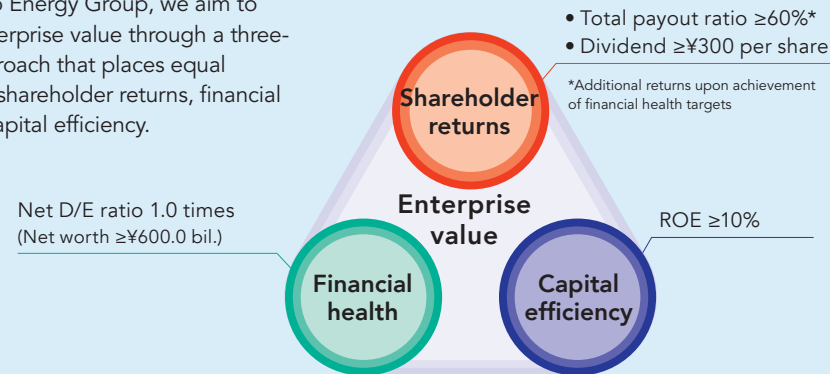 o Energy Group, we aim to
erprise value through a three-
roach that places equal
shareholder returns, financial
apital efficiency.
• Total payout ratio ≥60%*
• Dividend ≥¥300 per share
*Additional returns upon achievement
of financial health targets
Shareholder
returns
Enterprise
value
Net D/E ratio 1.0 times
(Net worth ≥¥600.0 bil.)
ROE ≥10%
Financial
health
Capital
efficiency